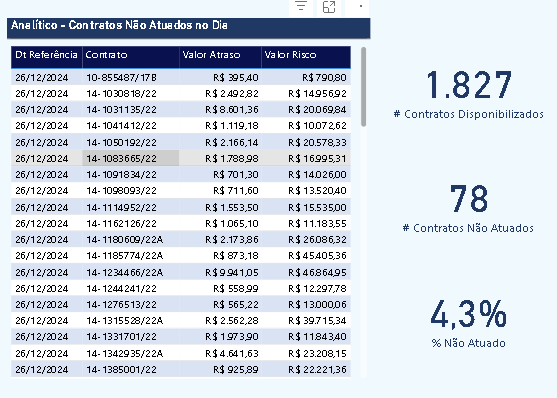 Analítico - Contratos Não Atuados no Dia
Dt Referência Contrato Valor Atraso Valor Risco
26/12/2024 10-855487/17B R$ 395,40 R$ 790,80
26/12/2024 14-1030818/22 R$ 2.492,82 R$ 14.956,92
26/12/2024 14-1031135/22 R$ 8.601,36 R$ 20.069,84
26/12/2024 14-1041412/22 R$ 1.119,18 R$ 10.072,62
26/12/2024 14-1050192/22 R$ 2.166,14 R$ 20.578,33
26/12/2024 14-1083665/22 R$ 1.788,98 R$ 16.995,31
26/12/2024 14-1091834/22 R$ 701,30 R$ 14.026,00
26/12/2024 14-1098093/22 R$ 711,60 R$ 13.520,40
26/12/2024 14-1114952/22 R$ 1.553,50 R$ 15.535,00
26/12/2024 14-1162126/22 R$ 1.065,10 R$ 11.183,55
26/12/2024 14-1180609/22A R$ 2.173,86 R$ 26.086,32
26/12/2024 14-1185774/22A R$ 873,18 R$ 45.405,36
26/12/2024 14-1234466/22A R$ 9.941,05 R$ 46.864,95
26/12/2024 14-1244241/22 R$ 558,99 R$ 12.297,78
26/12/2024 14-1276513/22 R$ 565,22 R$ 13.000,06
26/12/2024 14-1315528/22A R$ 2.562,28 R$ 39.715,34
26/12/2024 14-1331701/22 R$ 1.973,90 R$ 11.843,40
26/12/2024 14-1342935/22A R$ 4.641,63 R$ 23.208,15
26/12/2024 14-1385001/22 R$ 925,89 R$ 22.221,36
1.827
# Contratos Disponibilizados
78
# Contratos Não Atuados
4,3%
% Não Atuado